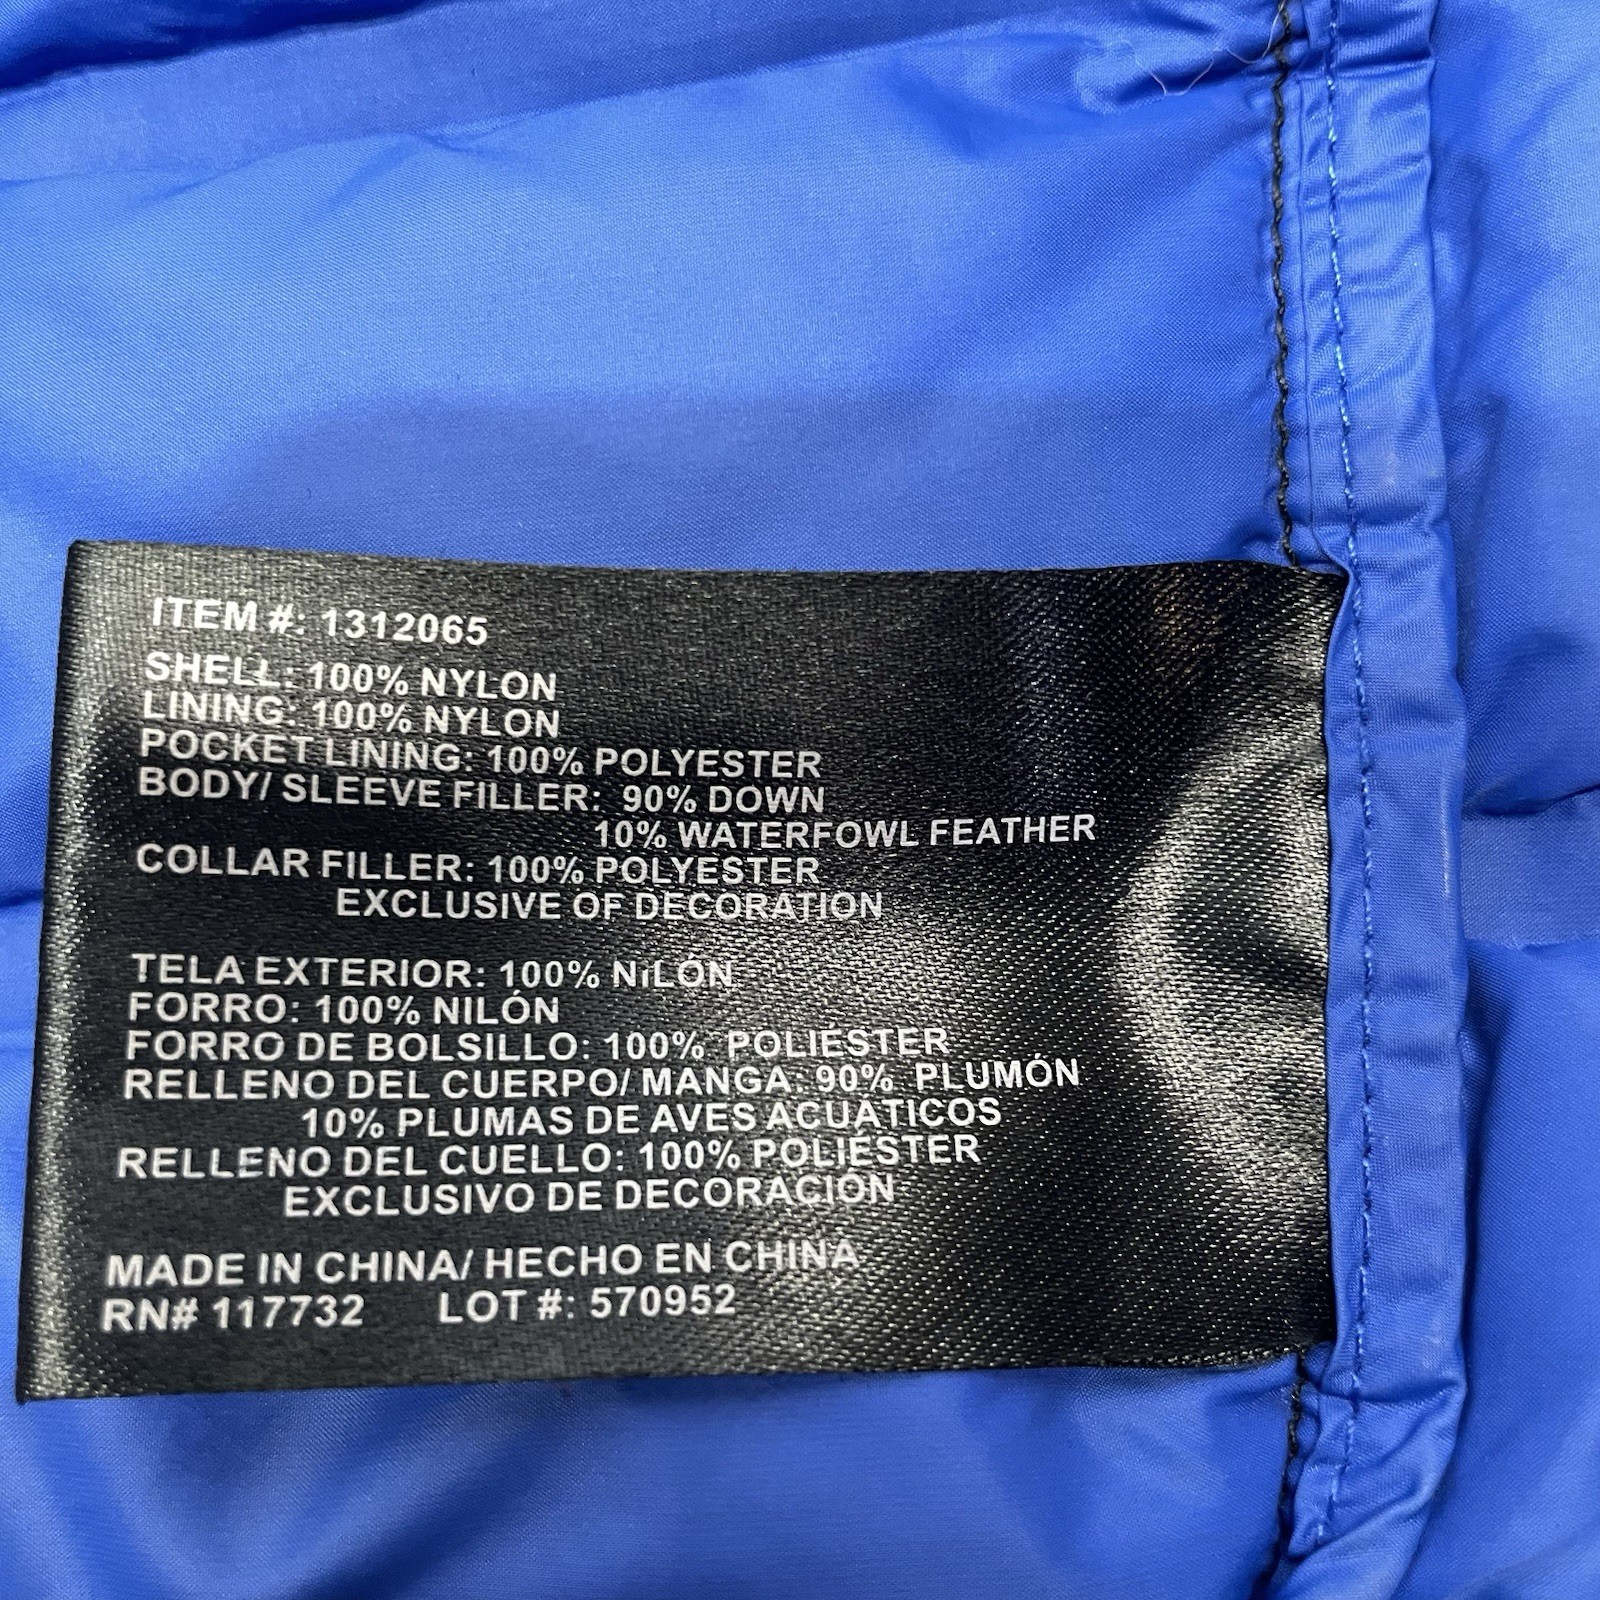 ITEM #: 1312065
SHELL: 100% NYLON
LINING: 100% NYLON
POCKET LINING: 100% POLYESTER
BODY/ SLEEVE FILLER: 90% DOWN
10% WATERFOWL FEATHER
COLLAR FILLER: 100% POLYESTER
EXCLUSIVE OF DECORATION
TELA EXTERIOR: 100% NiLÓN
FORRO: 100% NILÓN
FORRO DE BOLSILLO: 100% POLIÉSTER
RELLENO DEL CUERPO/ MANGA: 90% PLUMÓN
10% PLUMAS DE AVES ACUÁTICOS
RELLENO DEL CUELLO: 100% POLIÉSTER
EXCLUSIVO DE DECORACIÓN
MADE IN CHINA/ HECHO EN CHINA
RN# 117732 LOT #: 570952